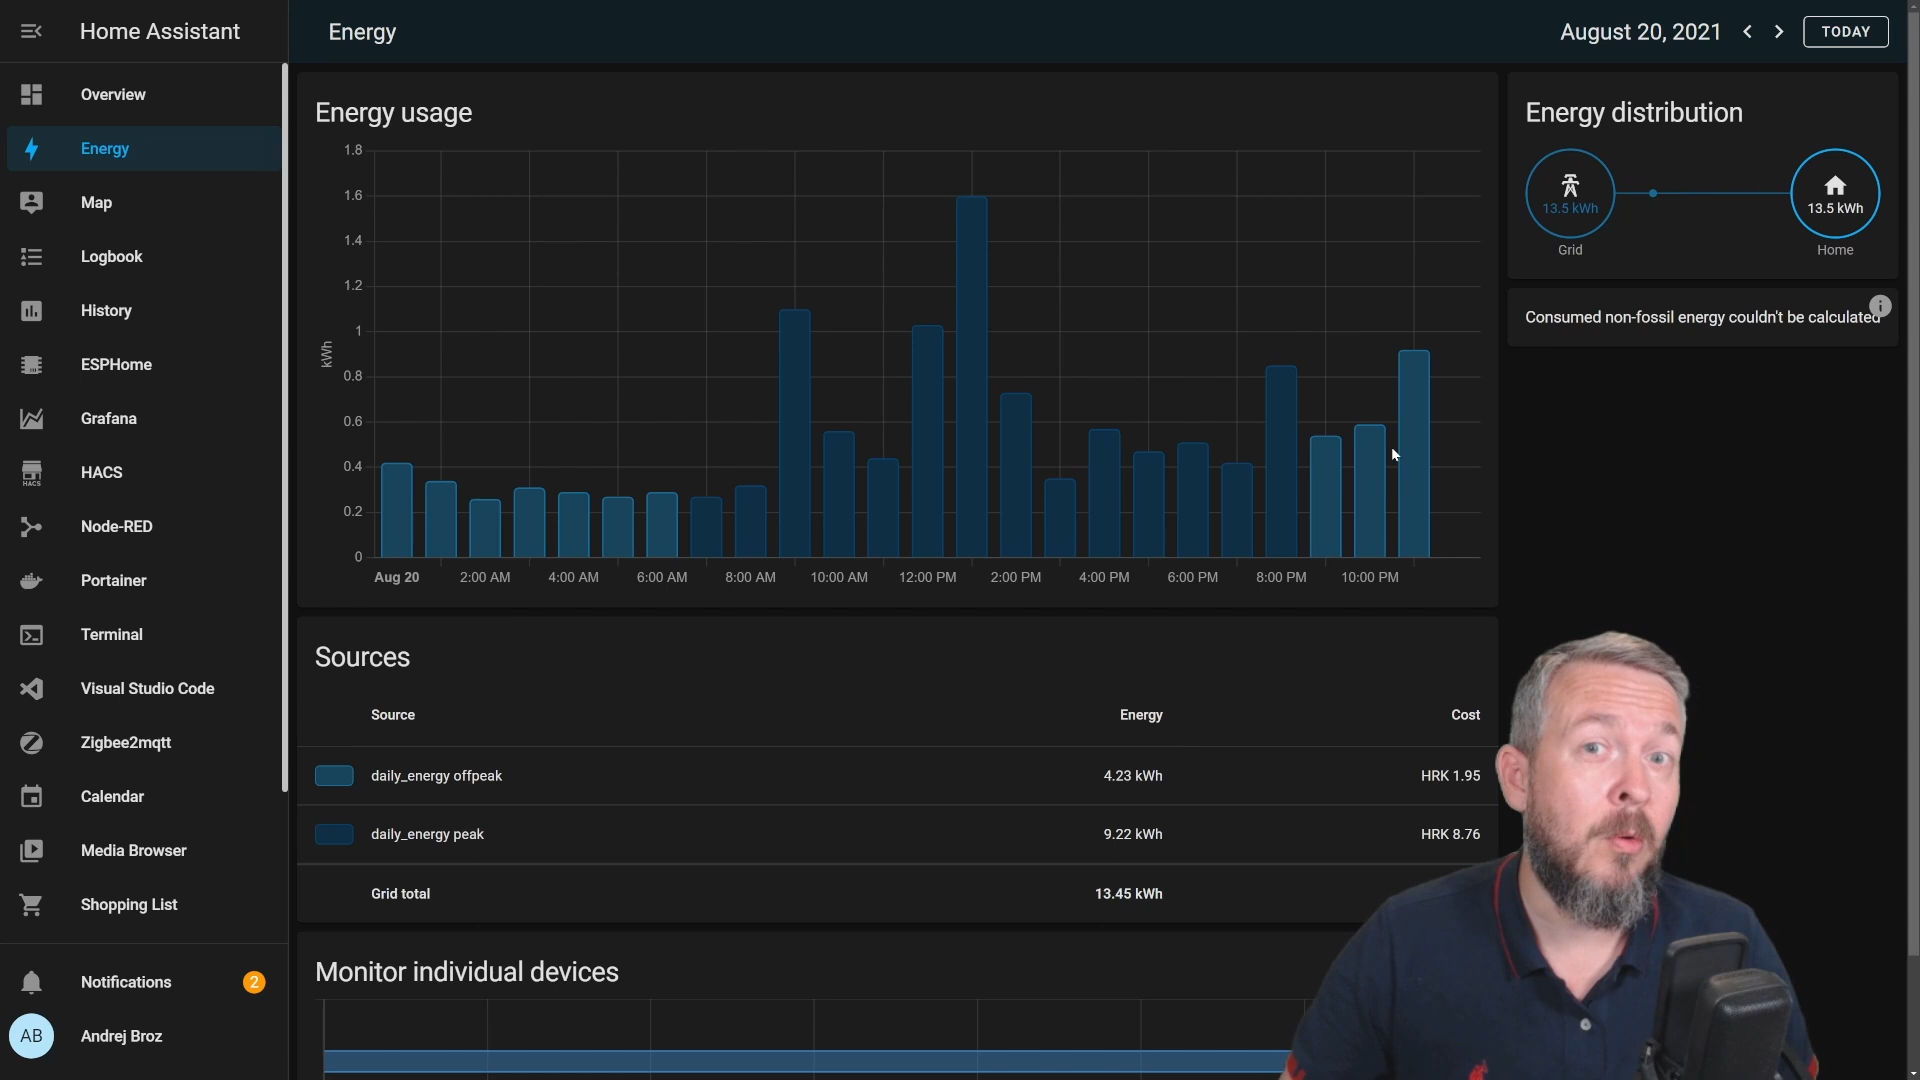 Home Assistant
Overview
Energy
Map
Logbook
History
ESPHome
Grafana
HACS
HACS
Node-RED
Portainer
Terminal
Visual Studio Code
Zigbee2mqtt
Calendar
Media Browser
Shopping List
Notifications
2
AB
Andrej Broz
Energy
August 20, 2021
TODAY
Energy usage
kWh
1.8
1.6
1.4
1.2
1
0.8
0.6
0.4
0.2
0
Aug 20 2:00 AM 4:00 AM 6:00 AM 8:00 AM 10:00 AM 12:00 PM 2:00 PM 4:00 PM 6:00 PM 8:00 PM 10:00 PM
Energy distribution
13.5 kWh 13.5 kWh
Grid Home
Consumed non-fossil energy couldn't be calculated
Sources
Source Energy Cost
daily_energy offpeak 4.23 kWh HRK 1.95
daily_energy peak 9.22 kWh HRK 8.76
Grid total 13.45 kWh
Monitor individual devices